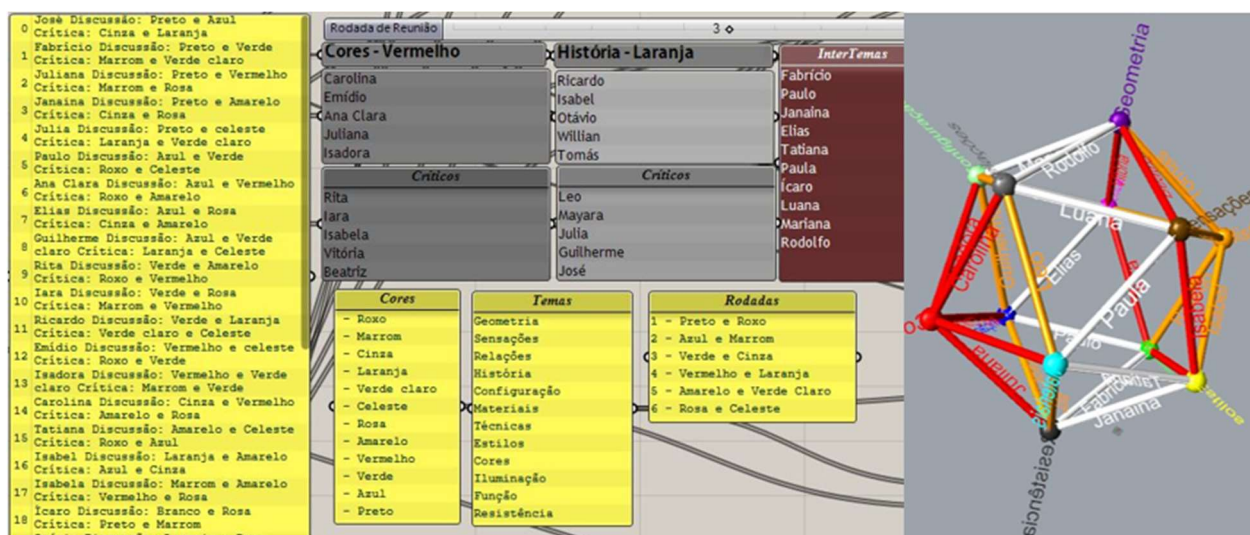 0 José Discussão: Preto e Azul
Crítica: Cinza e Laranja
1 Fabricio Discussão: Preto e Verde
Crítica: Marrom e Verde claro
2 Juliana Discussão: Preto e Vermelho
Crítica: Marrom e Rosa
3 Janaina Discussão: Preto e Amarelo
Crítica: Cinza e Rosa
4 Julia Discussão: Preto e celeste
Crítica: Laranja e Verde claro
5 Paulo Discussão: Azul e Verde
Crítica: Roxo e Celeste
6 Ana Clara Discussão: Azul e Vermelho
Crítica: Roxo e Amarelo
7 Elias Discussão: Azul e Rosa
Crítica: Cinza e Amarelo
8 Guilherme Discussão: Azul e Verde
claro Crítica: Laranja e Celeste
9 Rita Discussão: Verde e Amarelo
Crítica: Roxo e Vermelho
10 Iara Discussão: Verde e Rosa
Crítica: Marrom e Vermelho
11 Ricardo Discussão: Verde e Laranja
Crítica: Verde claro e Celeste
12 Emídio Discussão: Vermelho e celeste
Crítica: Roxo e Verde
13 Isadora Discussão: Vermelho e Verde
claro Crítica: Marrom e Verde
14 Carolina Discussão: Cinza e Vermelho
Crítica: Amarelo e Rosa
15 Tatiana Discussão: Amarelo e Celeste
Crítica: Roxo e Azul
16 Isabel Discussão: Laranja e Amarelo
Crítica: Azul e Cinza
17 Isabela Discussão: Marrom e Amarelo
Crítica: Vermelho e Rosa
18 Ícaro Discussão: Branco e Rosa
Crítica: Preto e Marrom
Rodada de Reunião
3
Cores - Vermelho
Carolina
Emídio
Ana Clara
Juliana
Isadora
Críticos
Rita
Iara
Isabela
Vitória
Beatriz
História - Laranja
Ricardo
Isabel
Otávio
Willian
Tomás
Críticos
Leo
Mayara
Julia
Guilherme
José
InterTemas
Fabrício
Paulo
Janaína
Elias
Tatiana
Paula
Ícaro
Luana
Mariana
Rodolfo
Cores
- Roxo
- Marrom
- Cinza
- Laranja
- Verde claro
- Celeste
- Rosa
- Amarelo
- Vermelho
- Verde
- Azul
- Preto
Temas
Geometria
Sensações
Relações
História
Configuração
Materiais
Técnicas
Estilos
Cores
Iluminação
Função
Resistência
Rodadas
1 - Preto e Roxo
2 - Azul e Marrom
3 - Verde e Cinza
4 - Vermelho e Laranja
5 - Amarelo e Verde Claro
6 - Rosa e Celeste
Geometria
Rodolfo
Luana
Sensações
Carolina
Elias
Paula
Isabela
Paulo
Juliana
Tatiana
Fabricio
Janaina
Resistência